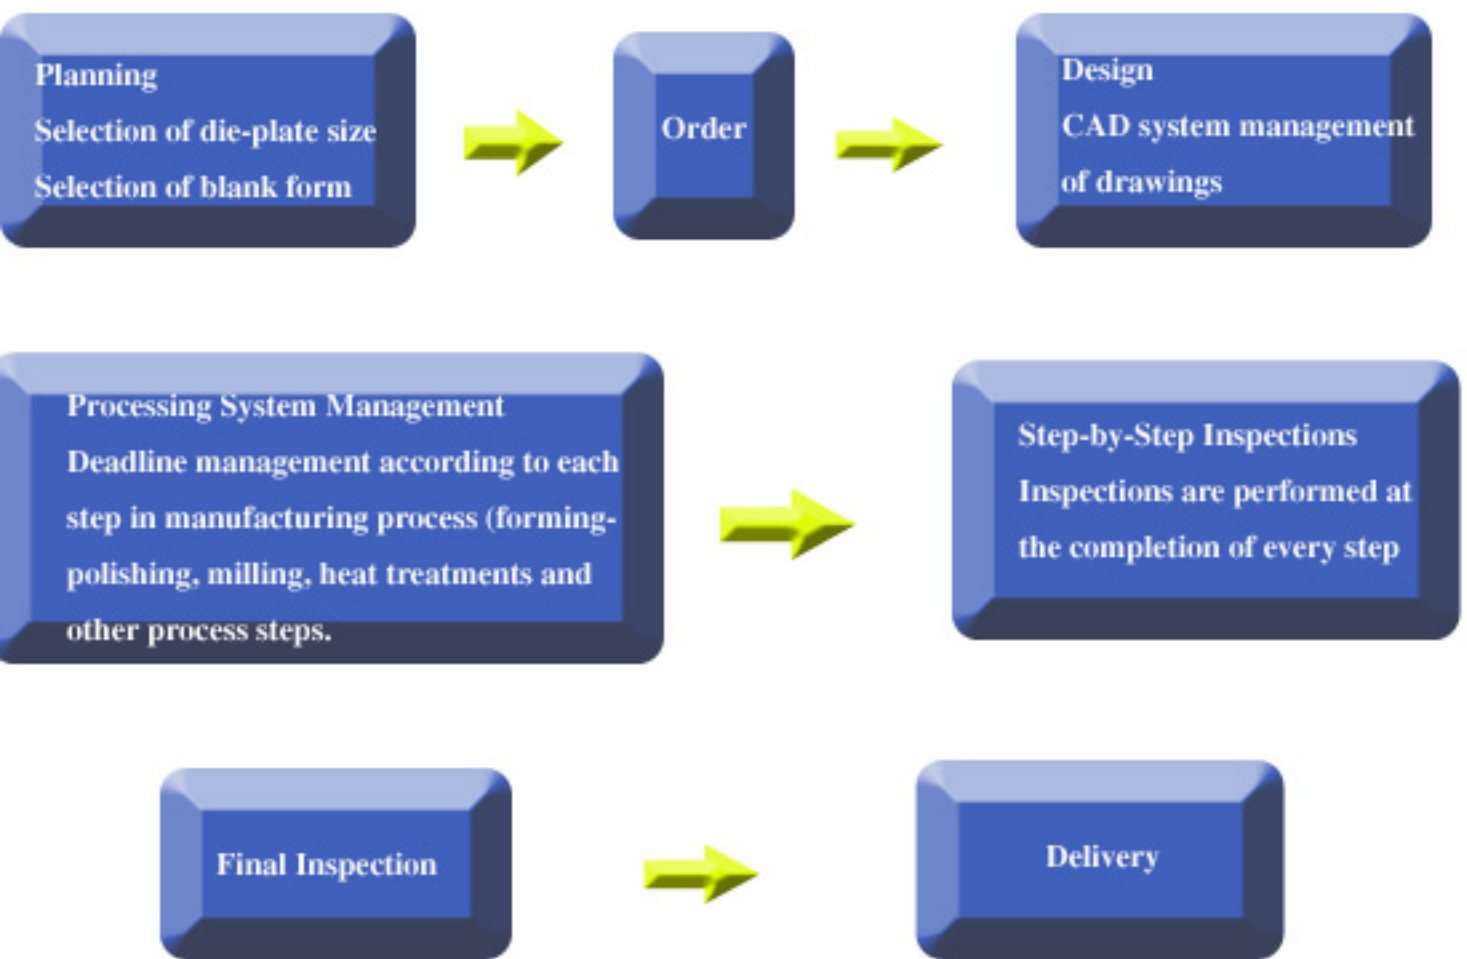 Planning
Selection of die-plate size
Selection of blank form
Order
Design
CAD system management
of drawings
Processing System Management
Deadline management according to each
step in manufacturing process (forming-
polishing, milling, heat treatments and
other process steps.
Step-by-Step Inspections
Inspections are performed at
the completion of every step
Final Inspection
Delivery